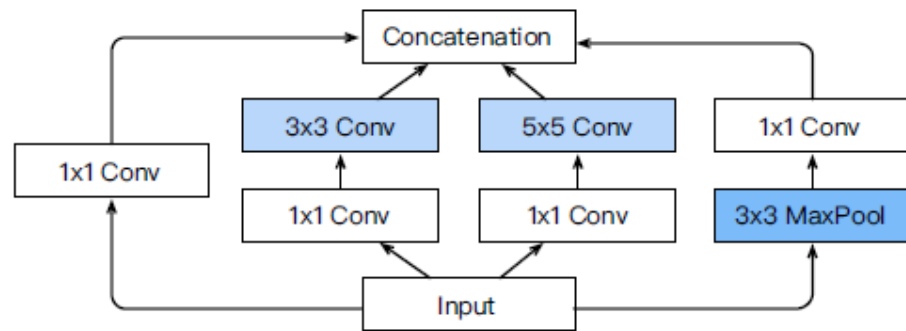 Concatenation
3x3 Conv
5x5 Conv
1x1 Conv
1x1 Conv
1x1 Conv
1x1 Conv
3x3 MaxPool
Input